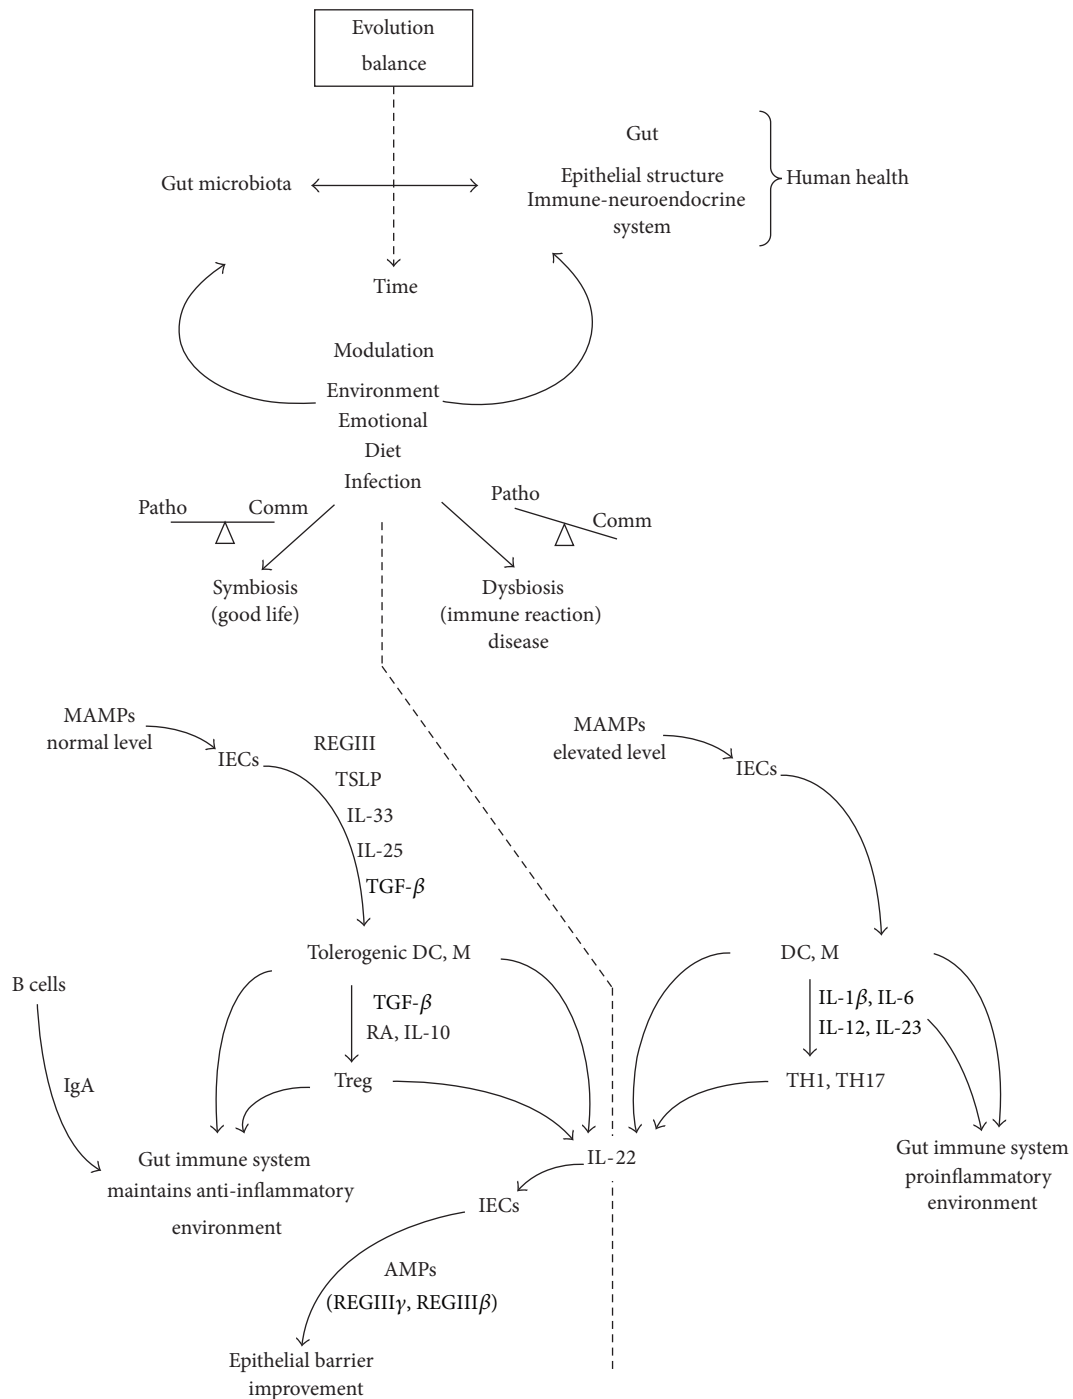 Evolution
balance
Gut
Gut microbiota
Epithelial structure
Immune-neuroendocrine
system
Human health
Time
Modulation
Environment
Emotional
Diet
Infection
Patho Comm
Patho
Comm
Symbiosis
(good life)
Dysbiosis
(immune reaction)
disease
MAMPs
normal level
IECs
REGIII
TSLP
IL-33
IL-25
TGF-β
MAMPs
elevated level
IECs
Tolerogenic DC, M
DC, M
B cells
TGF-β
RA, IL-10
IL-1β, IL-6
IL-12, IL-23
IgA
Treg
TH1, TH17
Gut immune system
maintains anti-inflammatory
environment
IL-22
Gut immune system
proinflammatory
environment
IECs
AMPs
(REGIIIγ, REGIIIβ)
Epithelial barrier
improvement